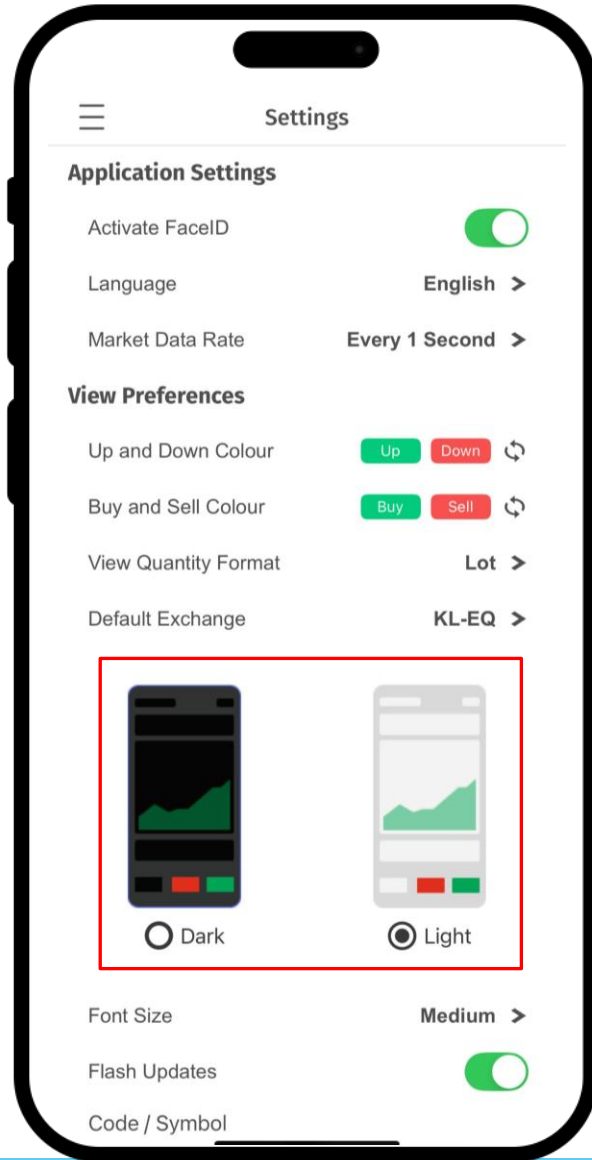 Settings
Application Settings
Activate FaceID
Language English >
Market Data Rate Every 1 Second >
View Preferences
Up and Down Colour Up Down
Buy and Sell Colour Buy Sell
View Quantity Format Lot >
Default Exchange KL-EQ >
Dark Light
Font Size Medium >
Flash Updates
Code / Symbol